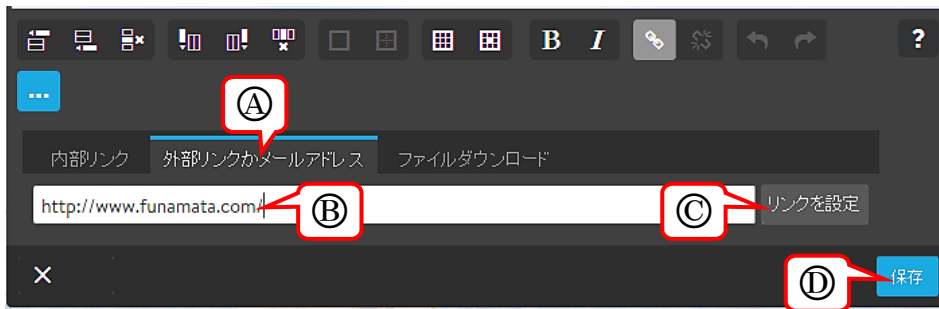 B I ?
...
Ⓐ
内部リンク 外部リンクかメールアドレス ファイルダウンロード
http://www.funamata.com/ Ⓑ Ⓒ リンクを設定
× Ⓓ 保存